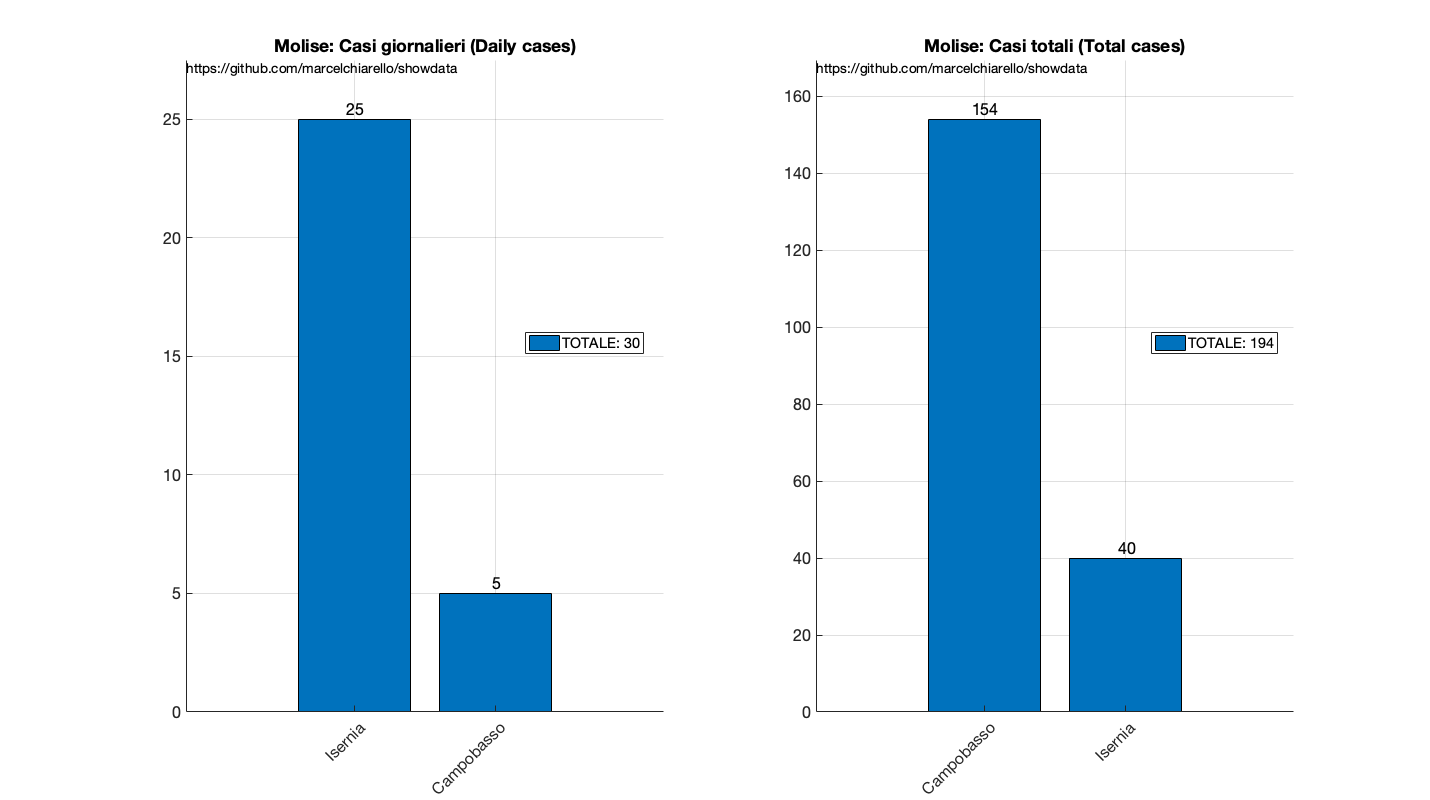 Molise: Casi giornalieri (Daily cases)
https://github.com/marcelchiarello/showdata
25
20
15
10
5
0
25
5
TOTALE: 30
Isernia
Campobasso
Molise: Casi totali (Total cases)
https://github.com/marcelchiarello/showdata
160
140
120
100
80
60
40
20
0
154
40
TOTALE: 194
Campobasso
Isernia